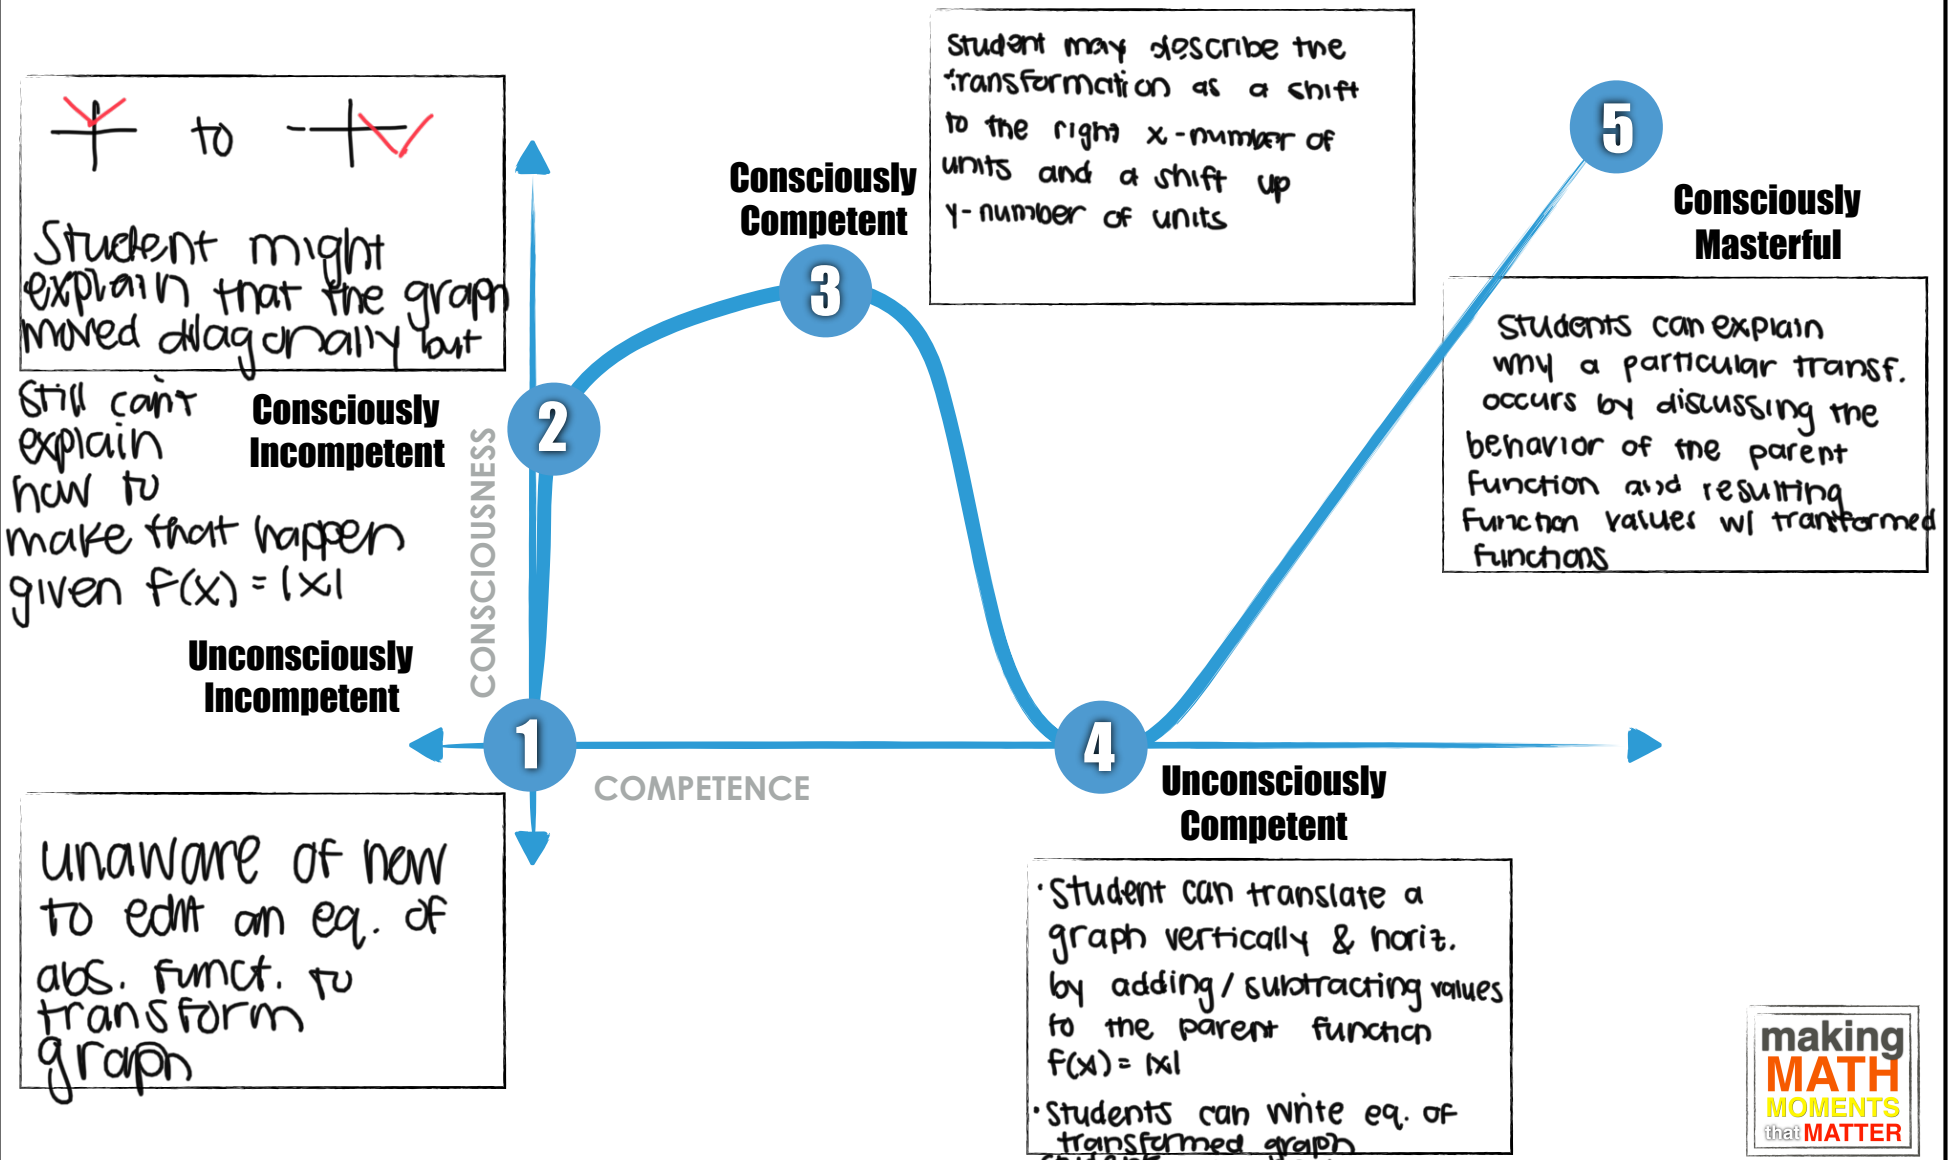 to
Student might
explain that the graph
moved diagonally but
still can't
explain
how to
make that happen
given f(x) = |x|
Consciously
Incompetent
Unconsciously
Incompetent
CONSCIOUSNESS
COMPETENCE
1
2
3
4
5
unaware of how
to edit an eq. of
abs. funct. to
transform
graph
Consciously
Competent
Student may describe the
transformation as a shift
to the right x-number of
units and a shift up
y-number of units
Consciously
Masterful
Students can explain
why a particular transf.
occurs by discussing the
behavior of the parent
function and resulting
function values w/ transformed
functions
Unconsciously
Competent
• Student can translate a
graph vertically & horiz.
by adding/subtracting values
to the parent function
f(x) = |x|
• Students can write eq. of
transformed graph
making
MATH
MOMENTS
that MATTER